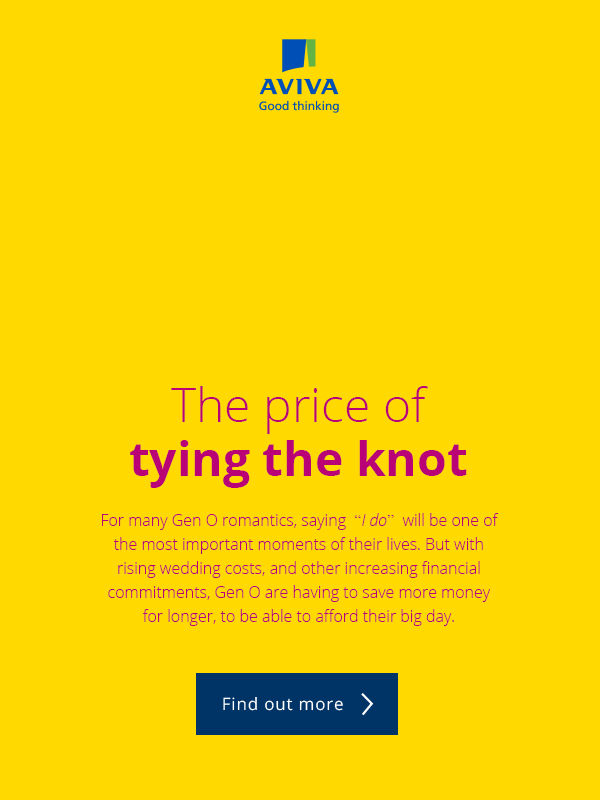 AVIVA
Good thinking
The price of
tying the knot
For many Gen O romantics, saying “I do” will be one of
the most important moments of their lives. But with
rising wedding costs, and other increasing financial
commitments, Gen O are having to save more money
for longer, to be able to afford their big day.
Find out more